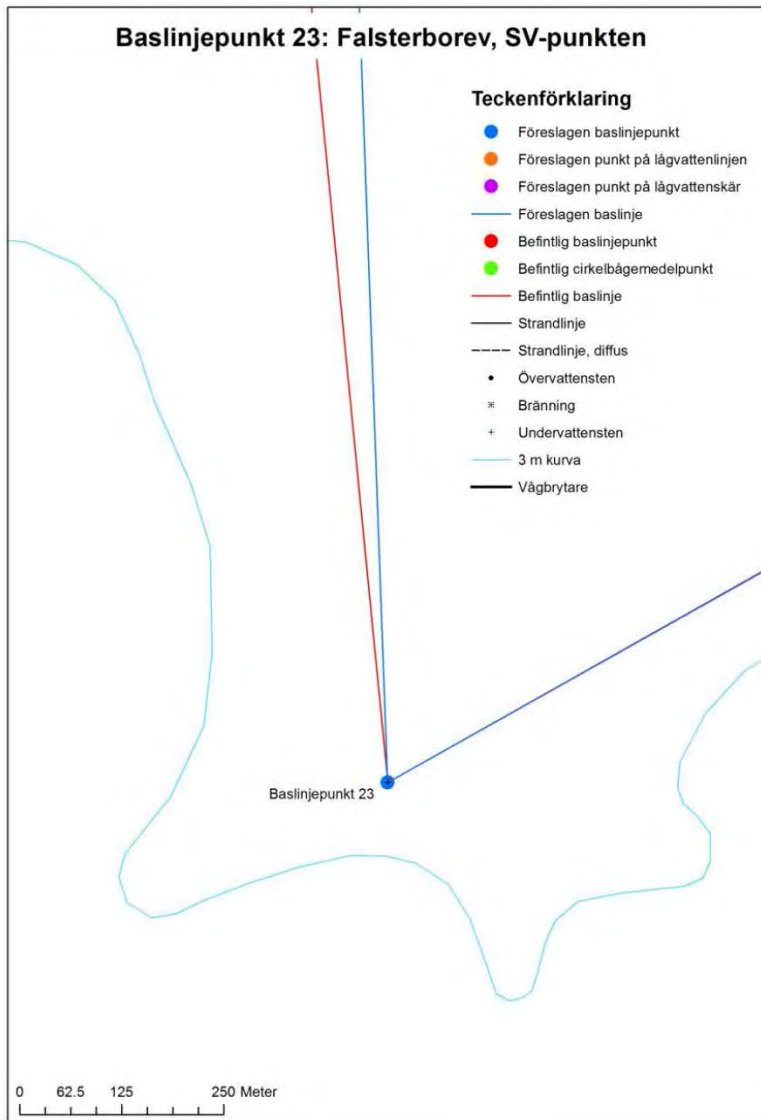 Baslinjepunkt 23: Falsterborev, SV-punkten
Teckenförklaring
Föreslagen baslinjepunkt
Föreslagen punkt på lågvattenlinjen
Föreslagen punkt på lågvattenskär
Föreslagen baslinje
Befintlig baslinjepunkt
Befintlig cirkelbågemedelpunkt
Befintlig baslinje
Strandlinje
Strandlinje, diffus
Övervattensten
Bränning
Undervattensten
3 m kurva
Vågbrytare
Baslinjepunkt 23
0 62.5 125 250 Meter